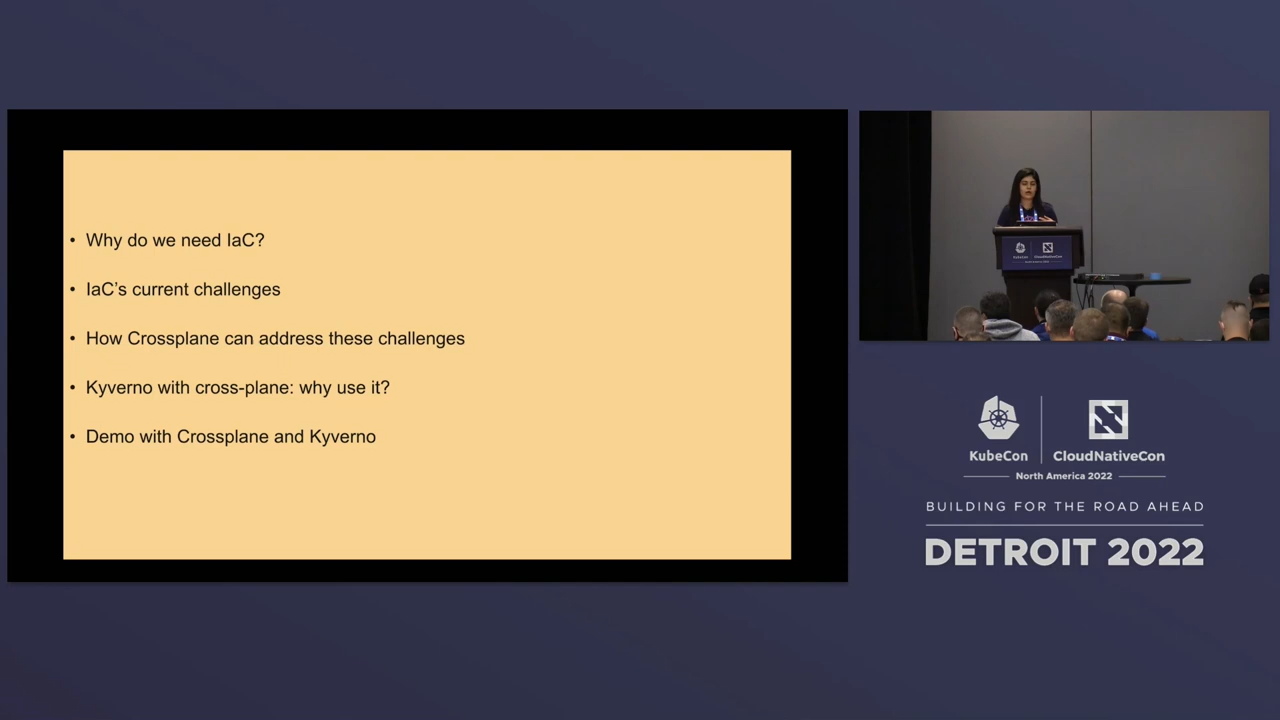 • Why do we need IaC?
• IaC’s current challenges
• How Crossplane can address these challenges
• Kyverno with cross-plane: why use it?
• Demo with Crossplane and Kyverno
KubeCon CloudNativeCon
KubeCon CloudNativeCon
North America 2022
BUILDING FOR THE ROAD AHEAD
DETROIT 2022